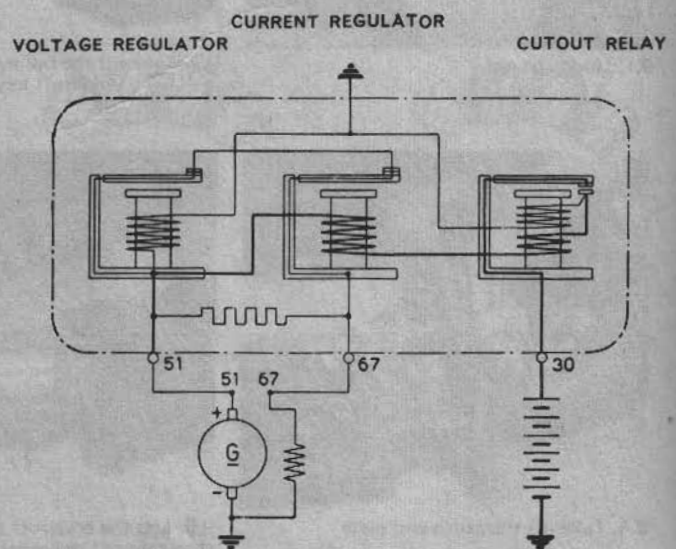 CURRENT REGULATOR
VOLTAGE REGULATOR
CUTOUT RELAY
51
67
30
51
67
+
G
-